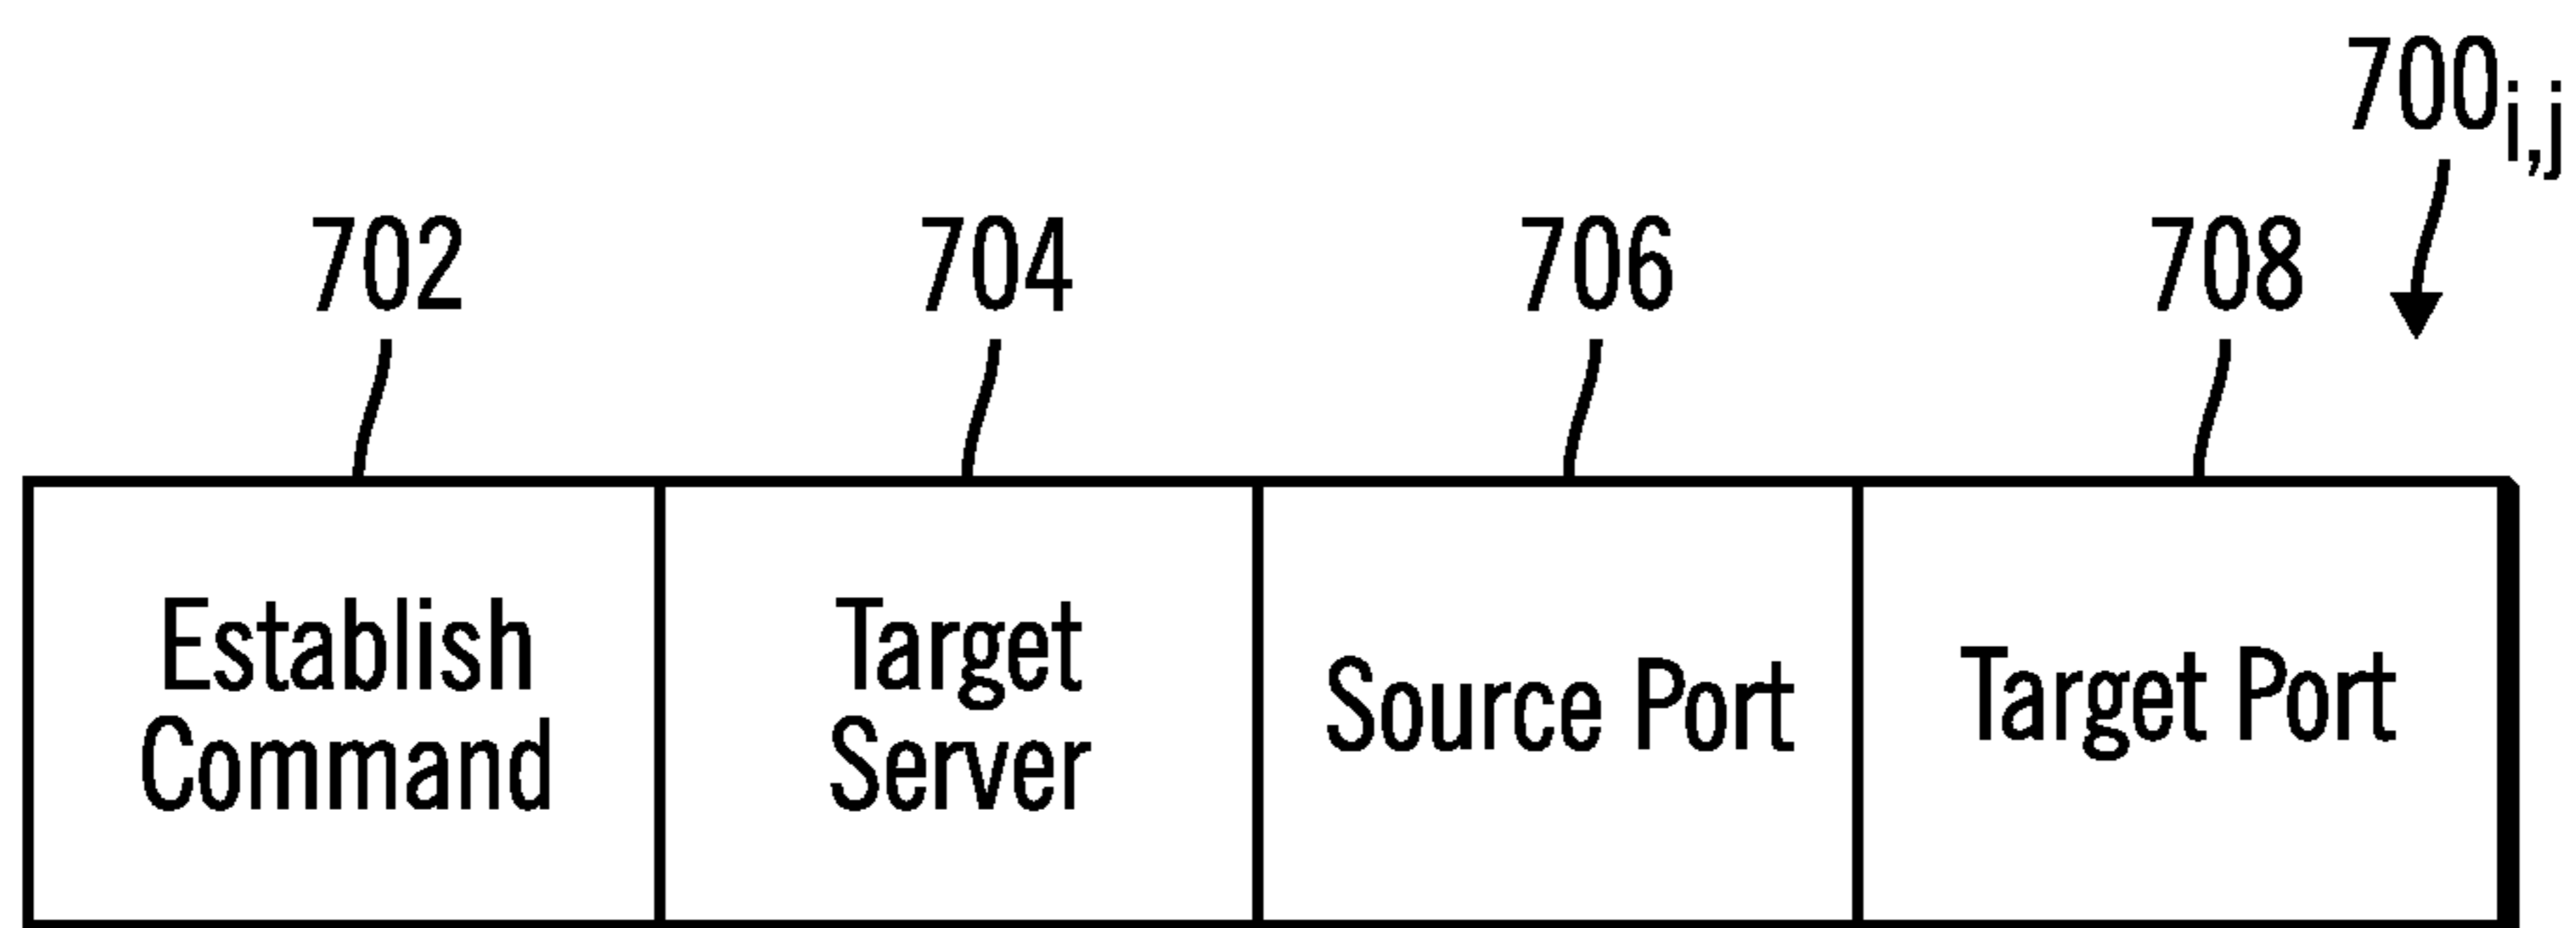 700i,j
702 704 706 708
Establish
Command
Target
Server
Source Port
Target Port